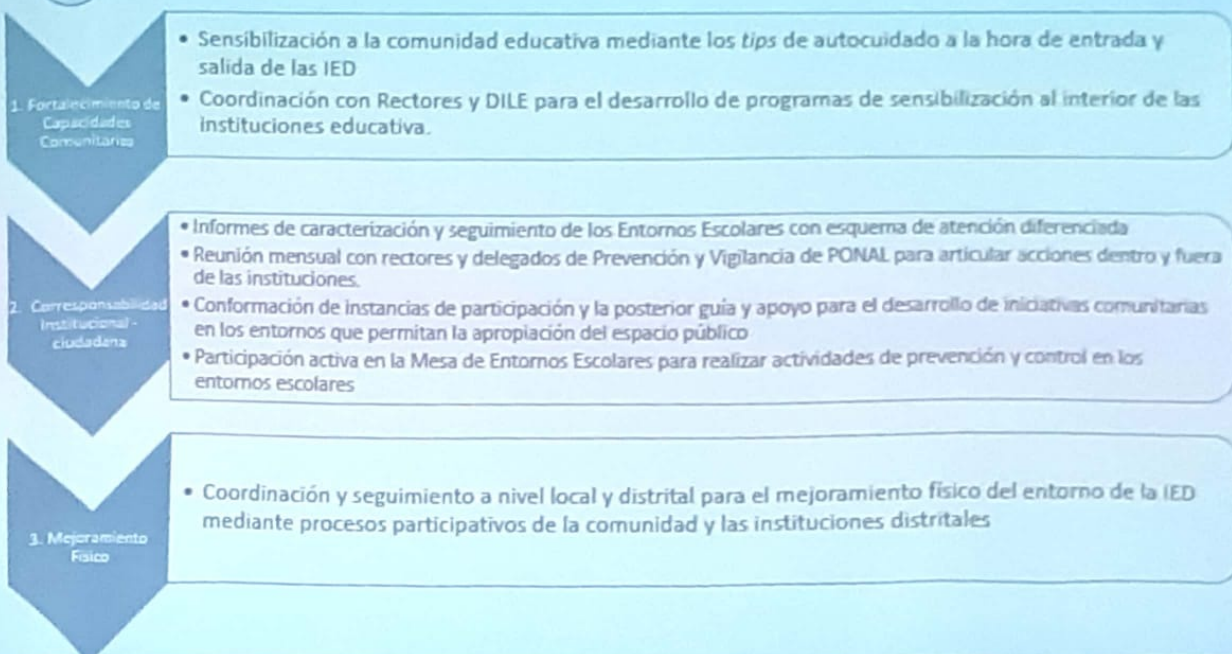 1. Fortalecimiento de
Capacidades
Comunitarias
• Sensibilización a la comunidad educativa mediante los tips de autocuidado a la hora de entrada y
salida de las IED
• Coordinación con Rectores y DILE para el desarrollo de programas de sensibilización al interior de las
instituciones educativa.
2. Corresponsabilidad
Institucional -
ciudadana
• Informes de caracterización y seguimiento de los Entornos Escolares con esquema de atención diferenciada
• Reunión mensual con rectores y delegados de Prevención y Vigilancia de PONAL para articular acciones dentro y fuera
de las instituciones.
• Conformación de instancias de participación y la posterior guía y apoyo para el desarrollo de iniciativas comunitarias
en los entornos que permitan la apropiación del espacio público
• Participación activa en la Mesa de Entornos Escolares para realizar actividades de prevención y control en los
entornos escolares
3. Mejoramiento
Físico
• Coordinación y seguimiento a nivel local y distrital para el mejoramiento físico del entorno de la IED
mediante procesos participativos de la comunidad y las instituciones distritales